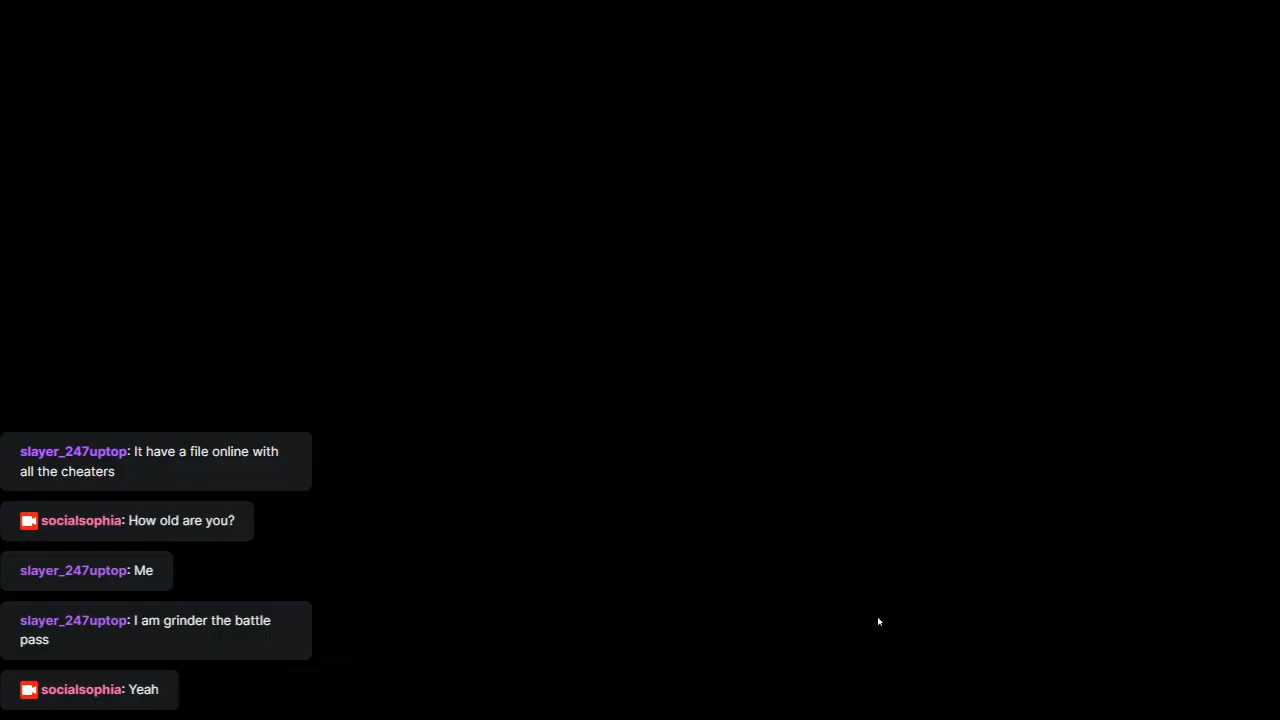 slayer_247uptop: It have a file online with
all the cheaters
socialsophia: How old are you?
slayer_247uptop: Me
slayer_247uptop: I am grinder the battle
pass
socialsophia: Yeah